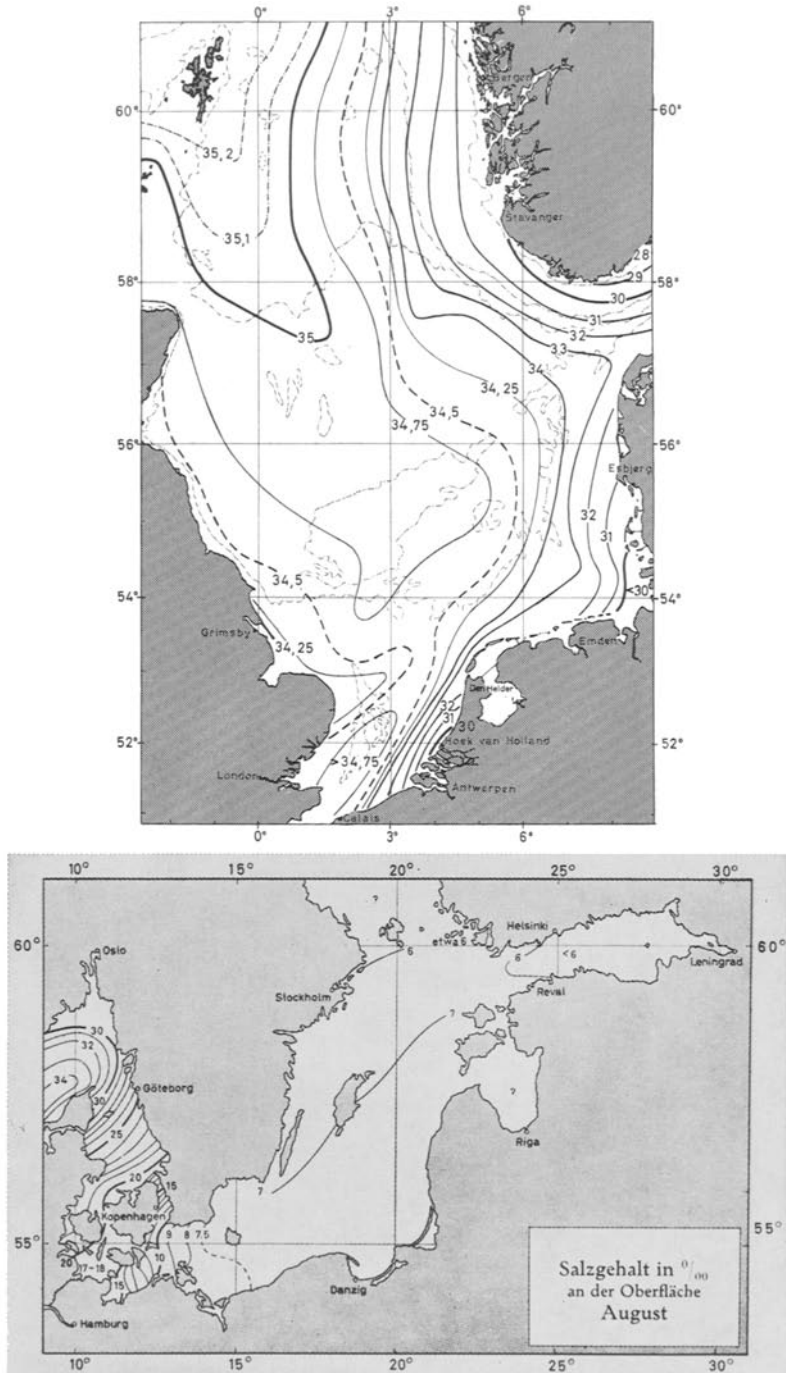 0° 3° 6°
60° 60°
Bergen
35,2
Stavanger
35,1
28
29
58° 58°
30
31
32
35 33
34
34,25
34,5
34,75
56° 56°
Esbjerg
32
31
34,5
54° <30 54°
Grimsby
34,25 Emden
Den Helder
32
31
30
52° Hoek van Holland 52°
>34,75
London
Antwerpen
Calais
0° 3° 6°
10° 15° 20° 25° 30°
?
Helsinki
60° etwa 6 60°
Oslo 6 6 <6
Leningrad
Stockholm Reval
7
30
32
34 Göteborg ?
30
25 Riga
20 15 7
Kopenhagen
55° 9 8 7,5 55°
20 10
17-18 15
Danzig
Hamburg
Salzgehalt in ⁰/₀₀
an der Oberfläche
August
10° 15° 20° 25° 30°